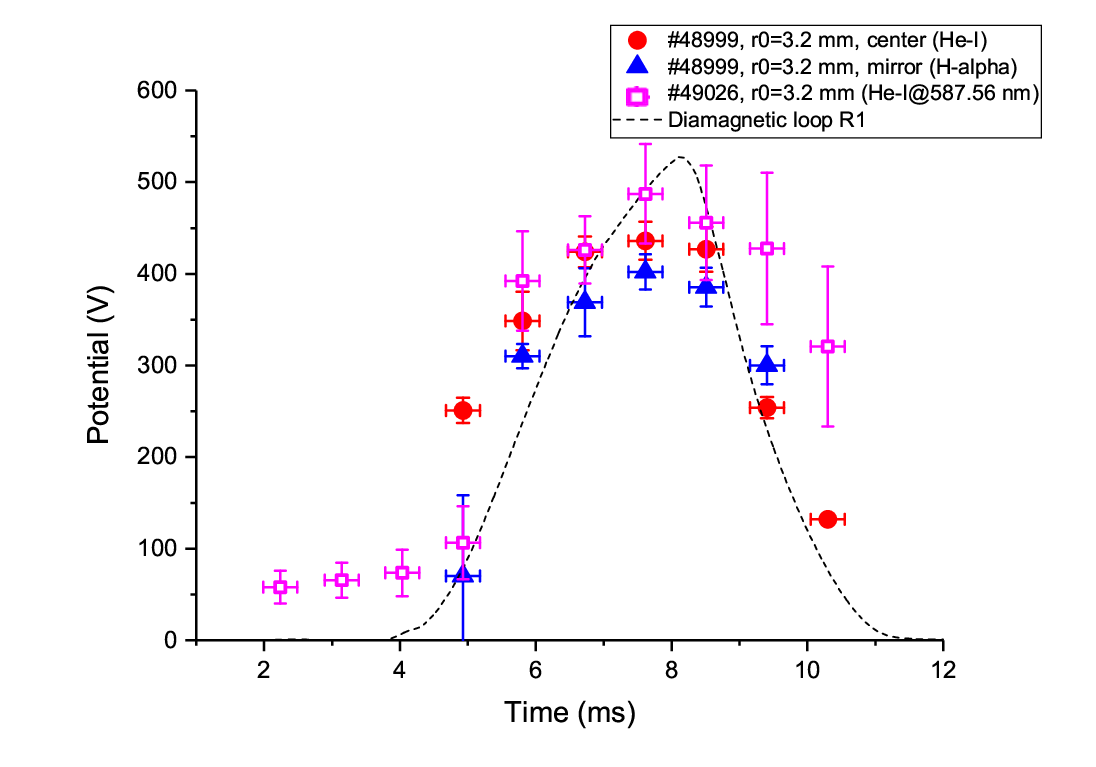 #48999, r0=3.2 mm, center (He-I)
#48999, r0=3.2 mm, mirror (H-alpha)
#49026, r0=3.2 mm (He-I@587.56 nm)
Diamagnetic loop R1
600
500
400
300
200
100
0
Potential (V)
2 4 6 8 10 12
Time (ms)